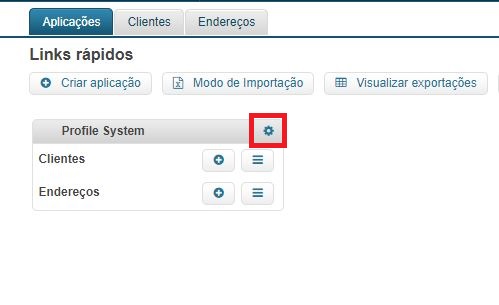 Aplicações Clientes Endereços
Links rápidos
Criar aplicação Modo de Importação Visualizar exportações
Profile System
Clientes
Endereços